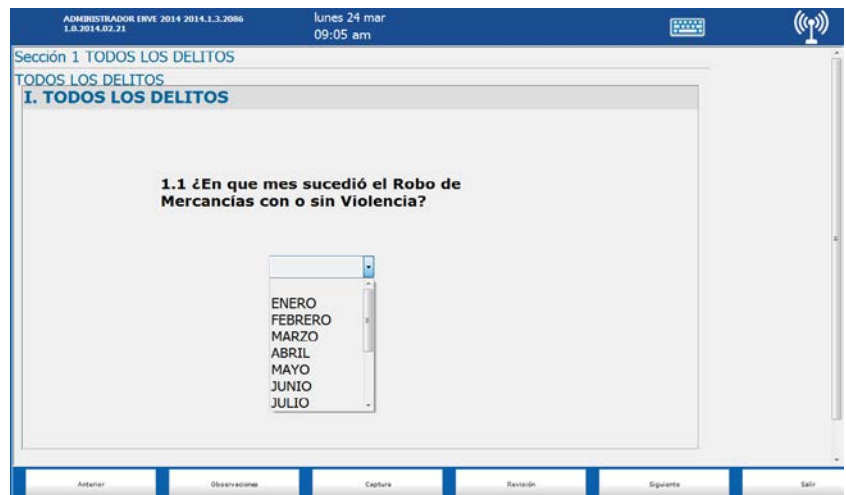 ADMINISTRADOR ENVE 2014 2014.1.3.2086
1.0.2014.02.21
lunes 24 mar
09:05 am
Sección 1 TODOS LOS DELITOS
TODOS LOS DELITOS
I. TODOS LOS DELITOS
1.1 ¿En que mes sucedió el Robo de
Mercancías con o sin Violencia?
ENERO
FEBRERO
MARZO
ABRIL
MAYO
JUNIO
JULIO
Anterior
Observaciones
Captura
Revisión
Siguiente
Salir